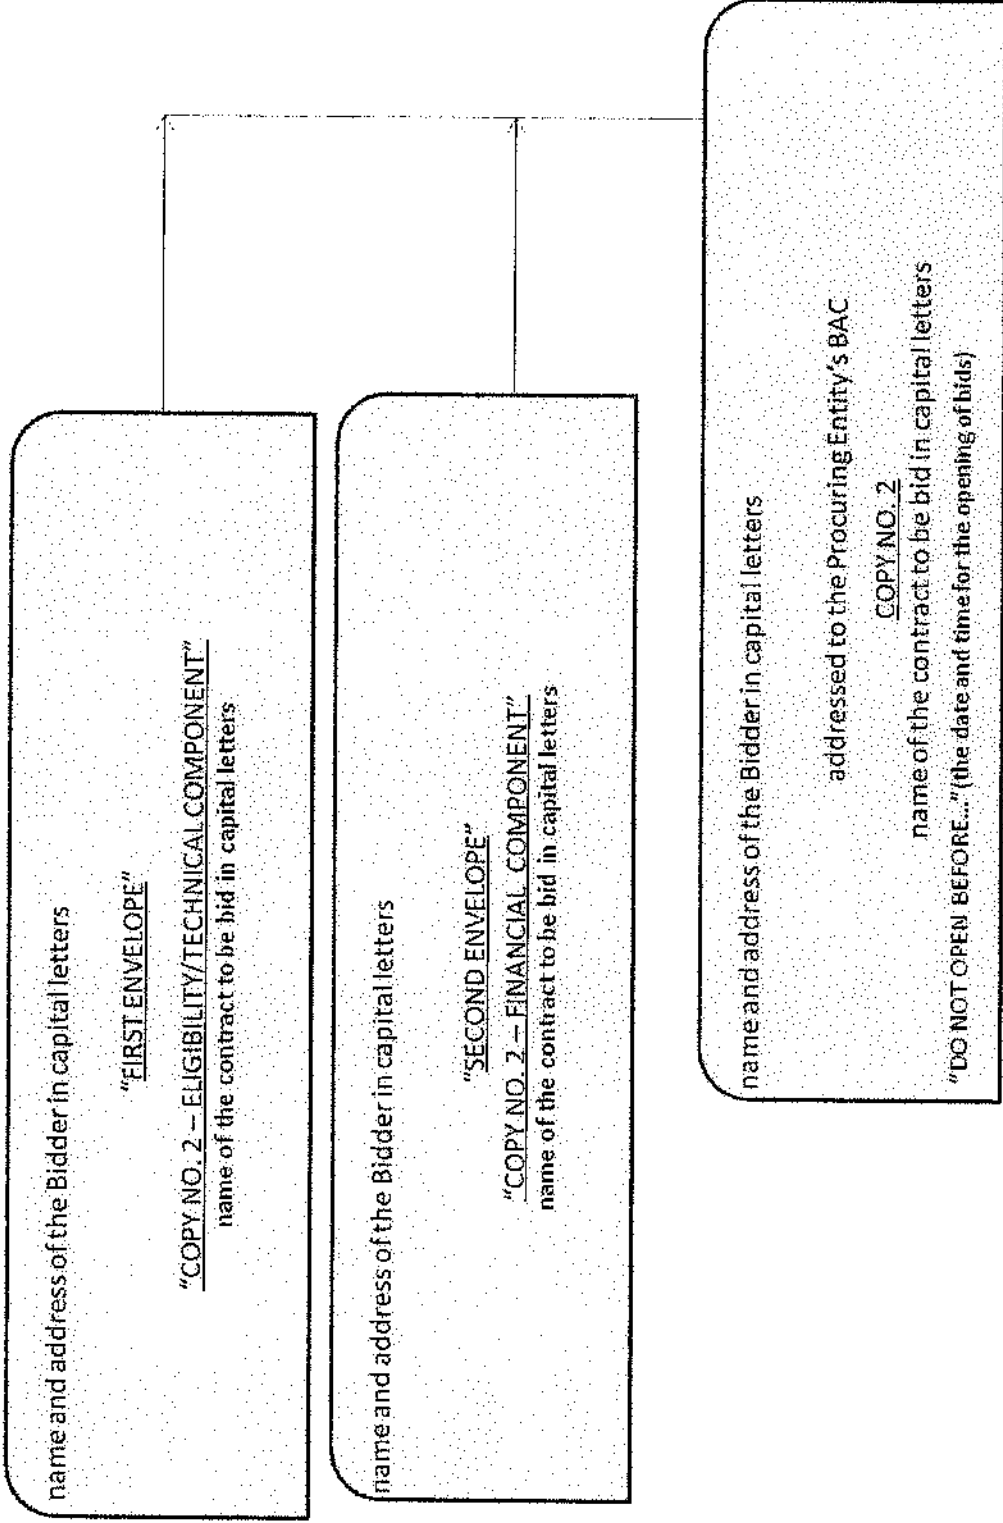 name and address of the Bidder in capital letters
"FIRST ENVELOPE"
"COPY NO. 2 – ELIGIBILITY/TECHNICAL COMPONENT"
name of the contract to be bid in capital letters
name and address of the Bidder in capital letters
"SECOND ENVELOPE"
"COPY NO. 2 – FINANCIAL COMPONENT"
name of the contract to be bid in capital letters
name and address of the Bidder in capital letters
addressed to the Procuring Entity's BAC
COPY NO. 2
name of the contract to be bid in capital letters
"DO NOT OPEN BEFORE..." (the date and time for the opening of bids)